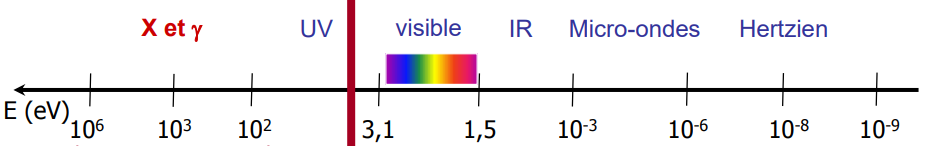 X et γ UV visible IR Micro-ondes Hertzien
E (eV) 10⁶ 10³ 10² 3,1 1,5 10⁻³ 10⁻⁶ 10⁻⁸ 10⁻⁹